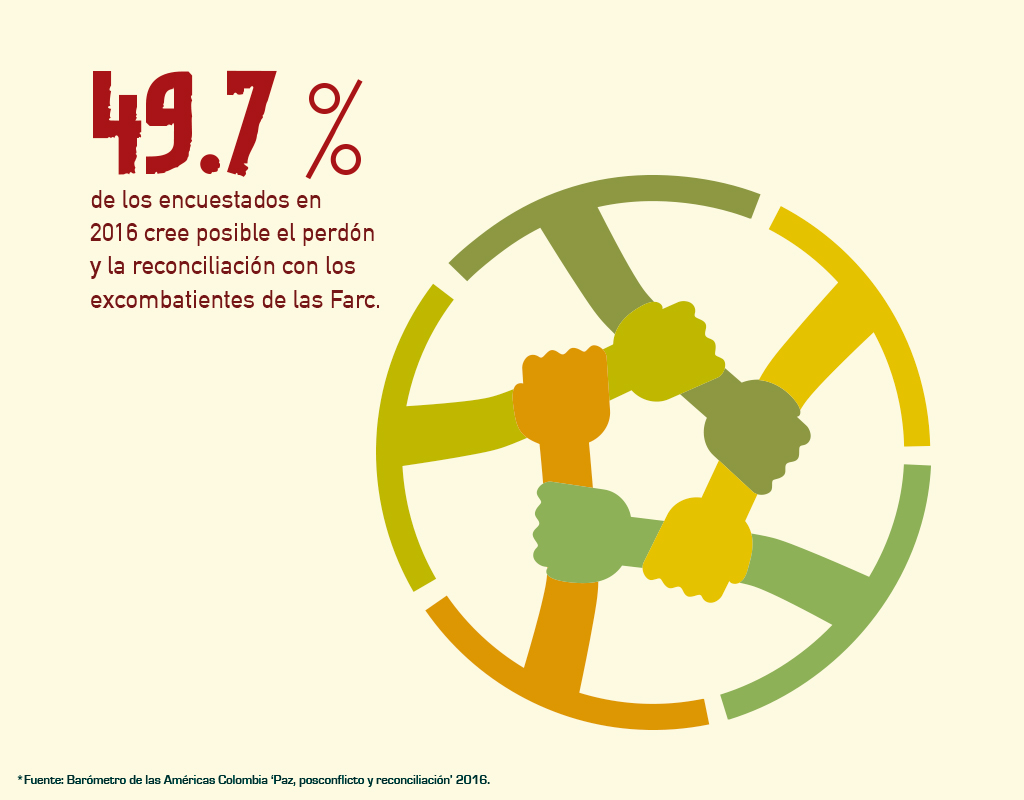 49.7 %
de los encuestados en
2016 cree posible el perdón
y la reconciliación con los
excombatientes de las Farc.
*Fuente: Barómetro de las Américas Colombia ‘Paz, posconflicto y reconciliación’ 2016.